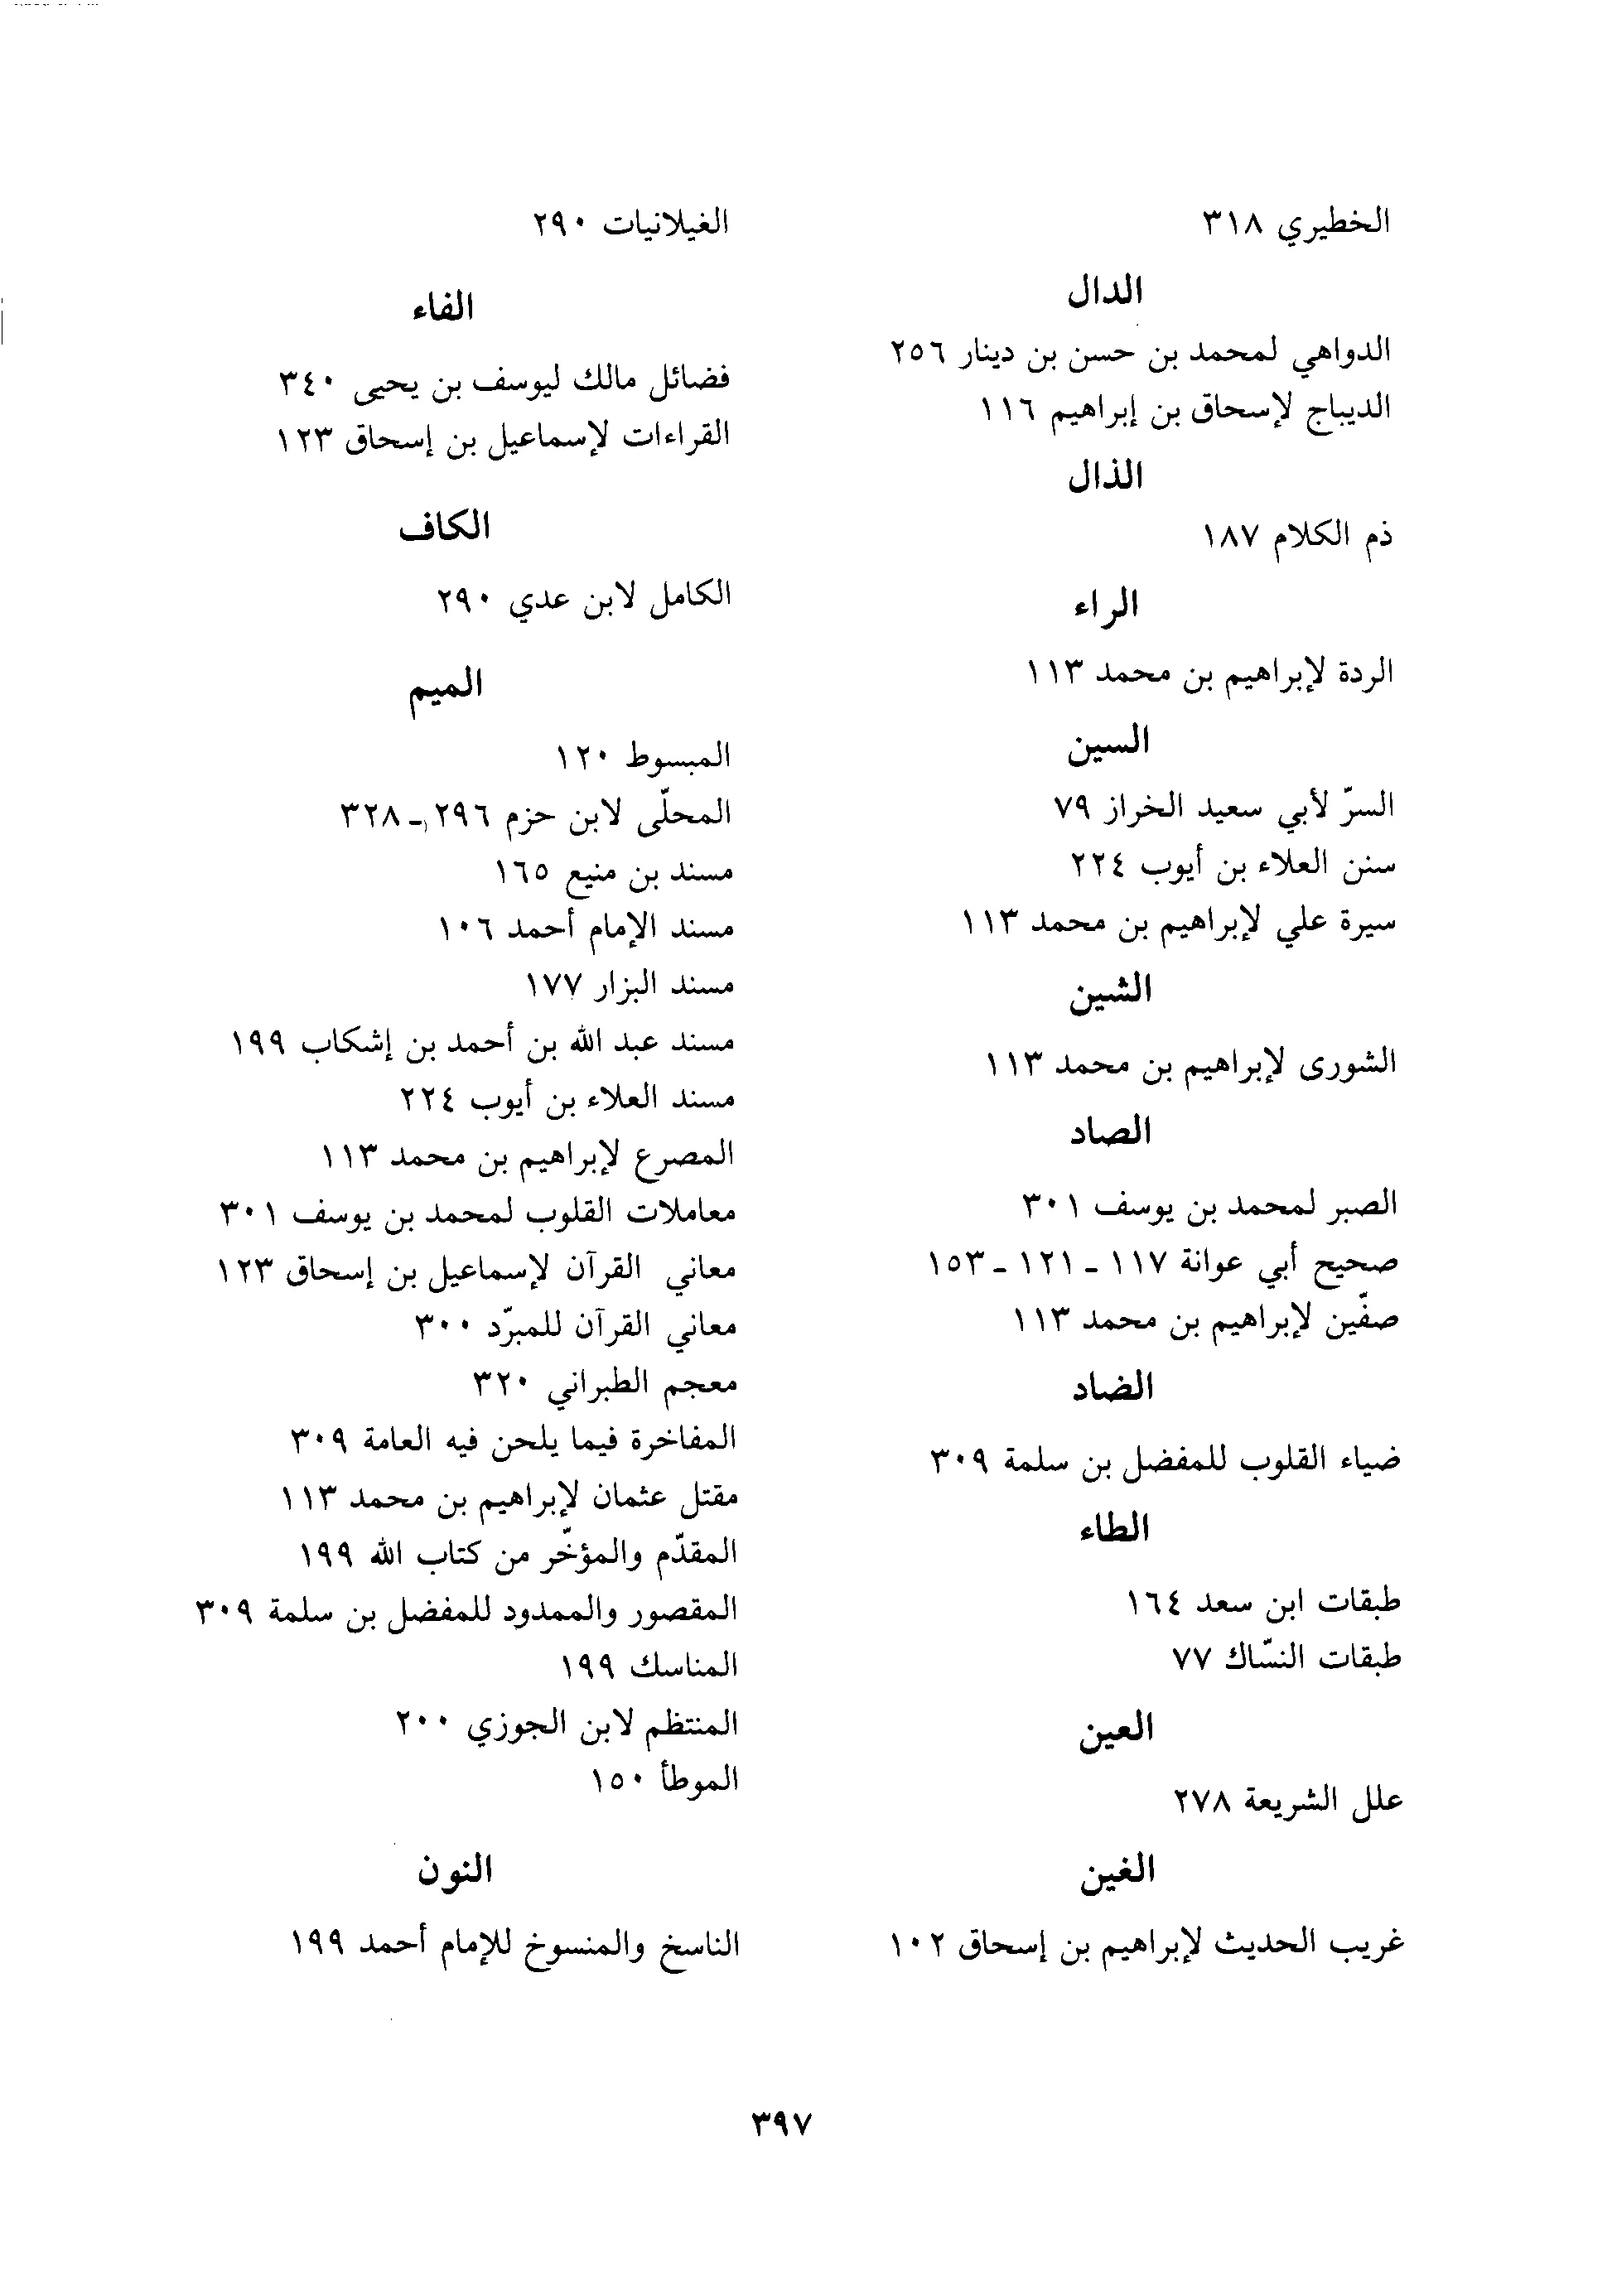 الخطيري ٣١٨
الدال
الدواهي لمحمد بن حسن بن دينار ٢٥٦
الديباج لإسحاق بن إبراهيم ١١٦
الذال
ذم الكلام ١٨٧
الراء
الردة لإبراهيم بن محمد ١١٣
السين
السرّ لأبي سعيد الخراز ٧٩
سنن العلاء بن أيوب ٢٢٤
سيرة علي لإبراهيم بن محمد ١١٣
الشين
الشورى لإبراهيم بن محمد ١١٣
الصاد
الصبر لمحمد بن يوسف ٣٠١
صحيح أبي عوانة ١١٧ ـ ١٢١ ـ ١٥٣
صفّين لإبراهيم بن محمد ١١٣
الضاد
ضياء القلوب للمفضل بن سلمة ٣٠٩
الطاء
طبقات ابن سعد ١٦٤
طبقات النسّاك ٧٧
العين
علل الشريعة ٢٧٨
الغين
غريب الحديث لإبراهيم بن إسحاق ١٠٢
الغيلانيات ٢٩٠
الفاء
فضائل مالك ليوسف بن يحيى ٣٤٠
القراءات لإسماعيل بن إسحاق ١٢٣
الكاف
الكامل لابن عدي ٢٩٠
الميم
المبسوط ١٢٠
المحلّى لابن حزم ٢٩٦ ـ ٣٢٨
مسند بن منيع ١٦٥
مسند الإمام أحمد ١٠٦
مسند البزار ١٧٧
مسند عبد الله بن أحمد بن إشكاب ١٩٩
مسند العلاء بن أيوب ٢٢٤
المصرع لإبراهيم بن محمد ١١٣
معاملات القلوب لمحمد بن يوسف ٣٠١
معاني القرآن لإسماعيل بن إسحاق ١٢٣
معاني القرآن للمبرّد ٣٠٠
معجم الطبراني ٣٢٠
المفاخرة فيما يلحن فيه العامة ٣٠٩
مقتل عثمان لإبراهيم بن محمد ١١٣
المقدّم والمؤخّر من كتاب الله ١٩٩
المقصور والممدود للمفضل بن سلمة ٣٠٩
المناسك ١٩٩
المنتظم لابن الجوزي ٢٠٠
الموطأ ١٥٠
النون
الناسخ والمنسوخ للإمام أحمد ١٩٩
٣٩٧